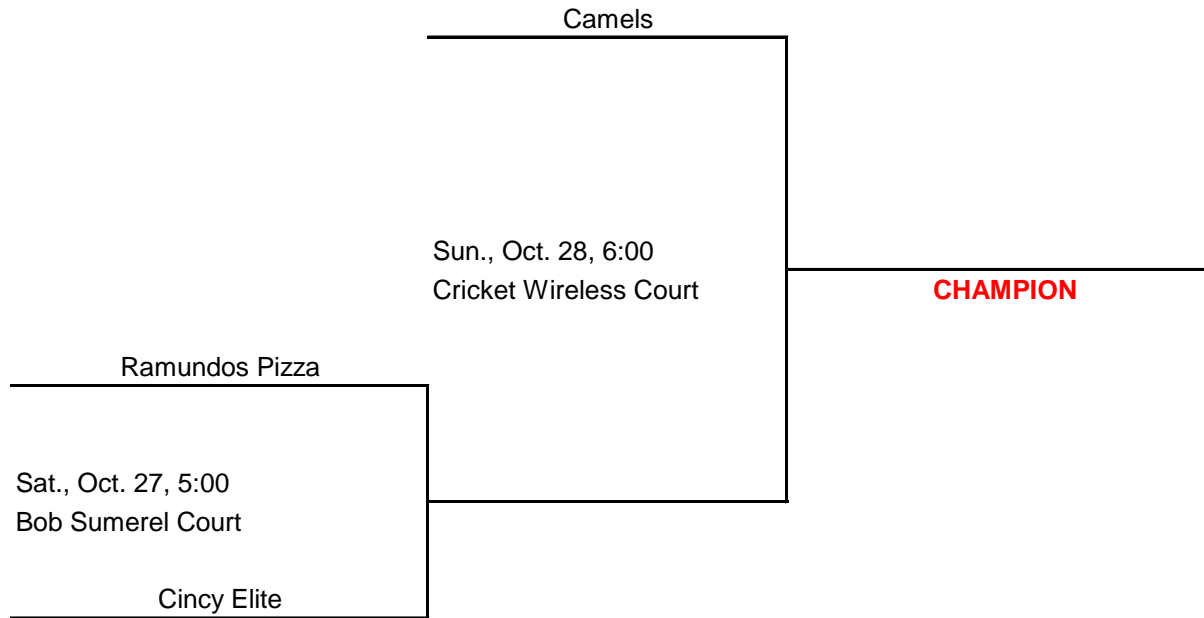 Camels
Sun., Oct. 28, 6:00
Cricket Wireless Court
CHAMPION
Ramundos Pizza
Sat., Oct. 27, 5:00
Bob Sumerel Court
Cincy Elite